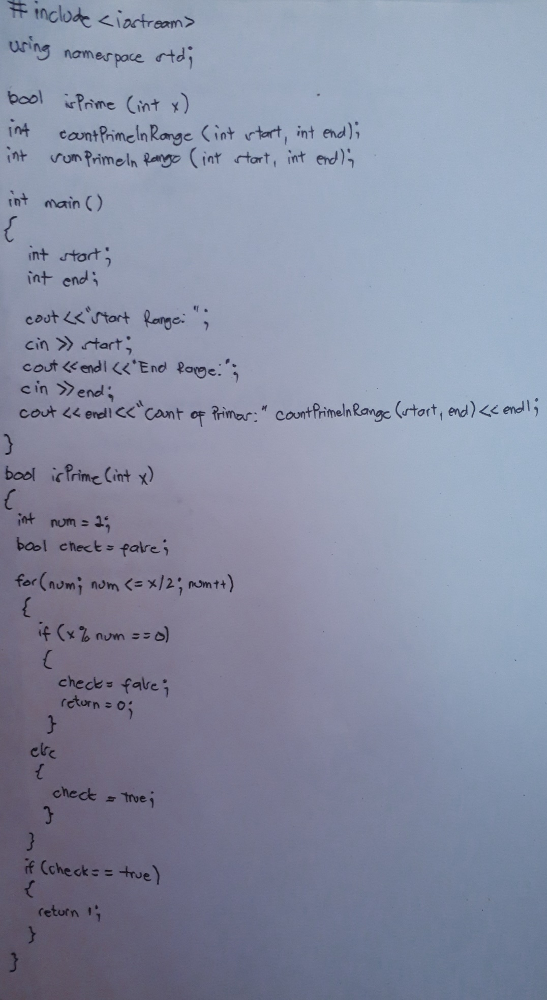 #include <iostream>
using namespace std;
bool isPrime (int x)
int countPrimeInRange (int start, int end);
int sumPrimeInRange (int start, int end);
int main ()
{
int start;
int end;
cout <<"Start Range: ";
cin >> start;
cout <<endl <<"End Range:";
cin >>end;
cout <<endl<<"Count of Primes:" countPrimeInRange (start, end) << endl;
}
bool isPrime (int x)
{
int num = 2;
bool check = false;
for(num; num <= x/2; num++)
{
if (x % num == 0)
{
check = false;
return = 0;
}
else
{
check = true;
}
}
if (check == true)
{
return 1;
}
}